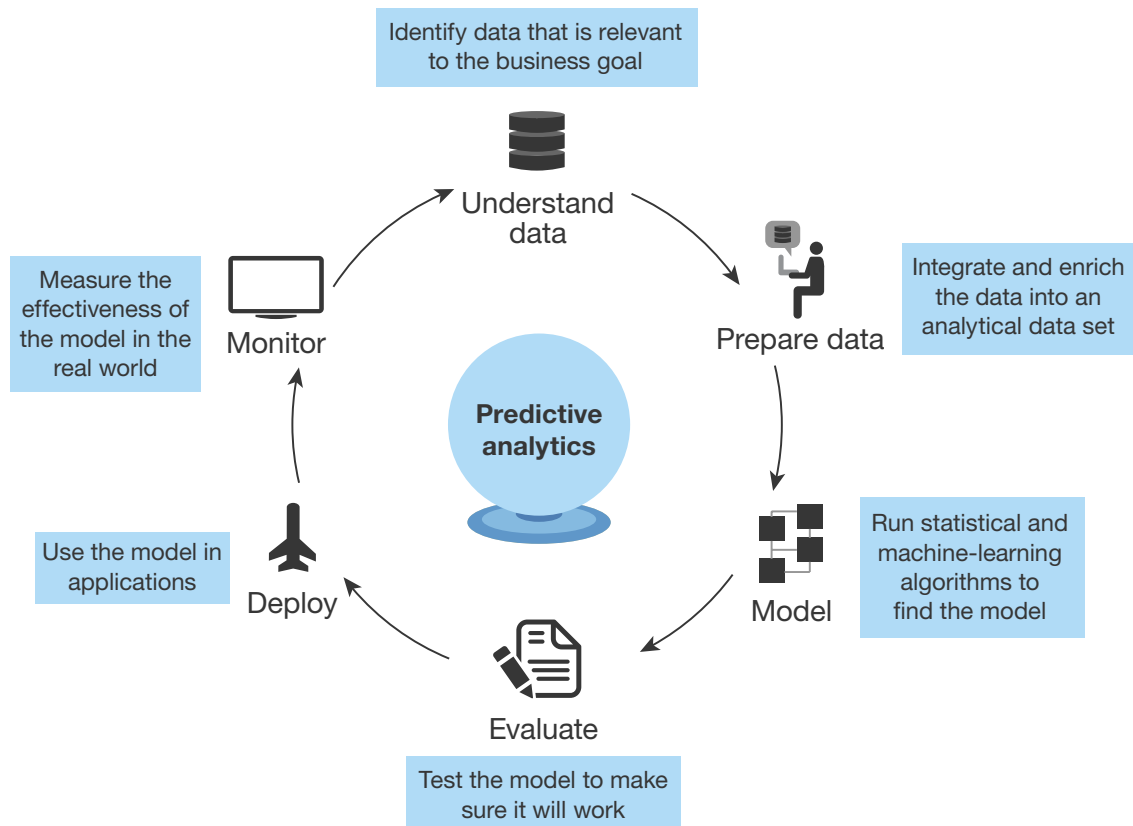 Identify data that is relevant
to the business goal
Understand
data
Prepare data
Integrate and enrich
the data into an
analytical data set
Model
Run statistical and
machine-learning
algorithms to
find the model
Evaluate
Test the model to make
sure it will work
Deploy
Use the model in
applications
Monitor
Measure the
effectiveness of
the model in the
real world
Predictive
analytics